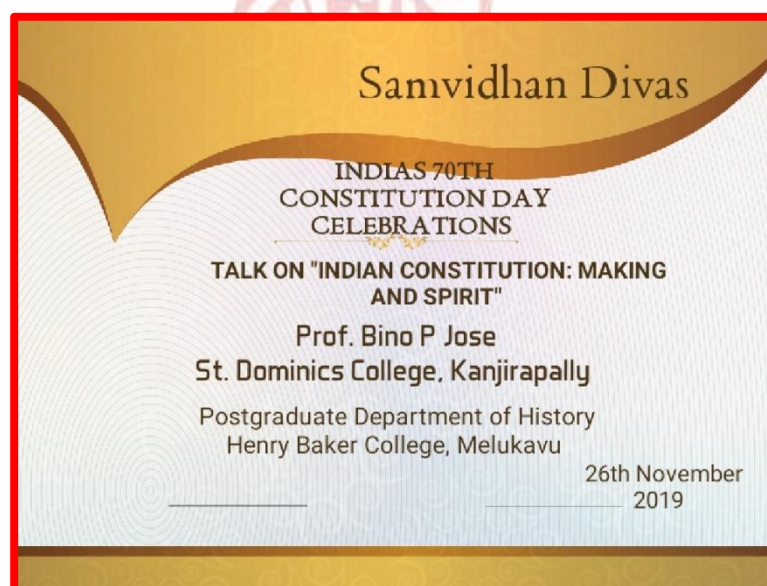 Samvidhan Divas
INDIAS 70TH
CONSTITUTION DAY
CELEBRATIONS
TALK ON "INDIAN CONSTITUTION: MAKING
AND SPIRIT"
Prof. Bino P Jose
St. Dominics College, Kanjirapally
Postgraduate Department of History
Henry Baker College, Melukavu
26th November
2019